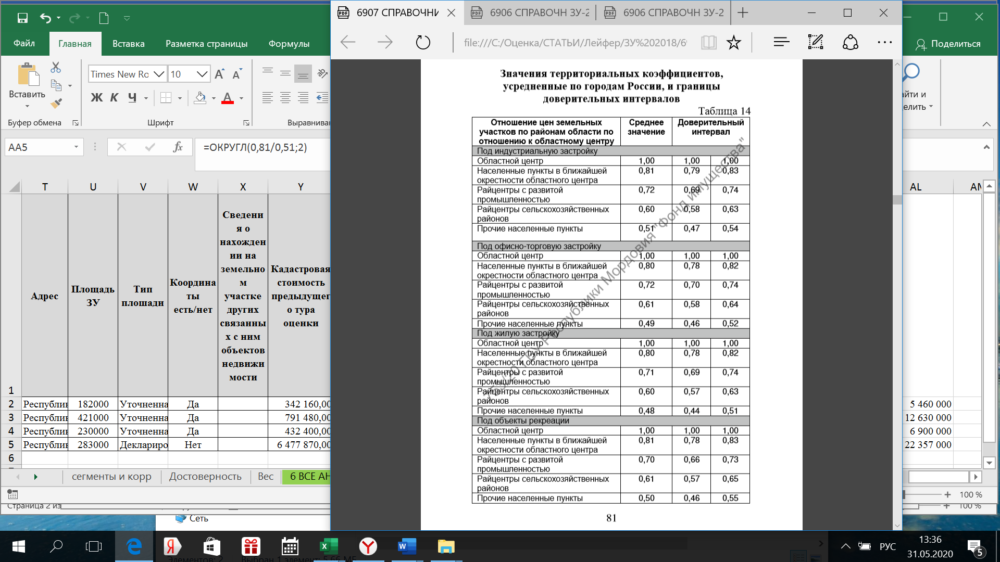 6907 СПРАВОЧНИ
6906 СПРАВОЧН ЗУ-2
6906 СПРАВОЧН ЗУ-2
Файл
Главная
Вставка
Разметка страницы
Формулы
file:///C:/Оценка/СТАТЬИ/Лейфер/ЗУ%202018/6
Поделиться
Вставить
Times New Ro
10
Ж К Ч
Буфер обмена
Шрифт
Выравниван
айти и
елить
AA5
=ОКРУГЛ(0,81/0,51;2)
T U V W X Y
AL
1
Адрес
Площадь ЗУ
Тип площади
Координа ты есть/нет
Сведени я о нахожден ии на земельно м участке других связанны х с ним объектов недвижи мости
Кадастровая стоимость предыдущег о тура оценки
2 Республик 182000 Уточненна Да 342 160,00 5 460 000
3 Республик 421000 Уточненна Да 791 480,00 12 630 000
4 Республик 230000 Уточненна Да 432 400,00 6 900 000
5 Республик 283000 Деклариро Нет 6 477 870,00 22 357 000
6
сегменты и корр
Достоверность
Вес
6 ВСЕ АН
100 %
Страница 2 из
100 %
Сеть
Значения территориальных коэффициентов,
усредненные по городам России, и границы
доверительных интервалов
Таблица 14
Отношение цен земельных участков по районам области по отношению к областному центру
Среднее значение
Доверительный интервал
Под индустриальную застройку
Областной центр 1,00 1,00 1,00
Населенные пункты в ближайшей окрестности областного центра 0,81 0,79 0,83
Райцентры с развитой промышленностью 0,72 0,69 0,74
Райцентры сельскохозяйственных районов 0,60 0,58 0,63
Прочие населенные пункты 0,51 0,47 0,54
Под офисно-торговую застройку
Областной центр 1,00 1,00 1,00
Населенные пункты в ближайшей окрестности областного центра 0,80 0,78 0,82
Райцентры с развитой промышленностью 0,72 0,70 0,74
Райцентры сельскохозяйственных районов 0,61 0,58 0,64
Прочие населенные пункты 0,49 0,46 0,52
Под жилую застройку
Областной центр 1,00 1,00 1,00
Населенные пункты в ближайшей окрестности областного центра 0,80 0,78 0,82
Райцентры с развитой промышленностью 0,71 0,69 0,74
Райцентры сельскохозяйственных районов 0,60 0,57 0,63
Прочие населенные пункты 0,48 0,44 0,51
Под объекты рекреации
Областной центр 1,00 1,00 1,00
Населенные пункты в ближайшей окрестности областного центра 0,81 0,78 0,83
Райцентры с развитой промышленностью 0,70 0,66 0,73
Райцентры сельскохозяйственных районов 0,61 0,57 0,65
Прочие населенные пункты 0,50 0,46 0,55
ГБУ Республики Мордовия "Фонд имущества"
81
РУС
13:36
31.05.2020
5